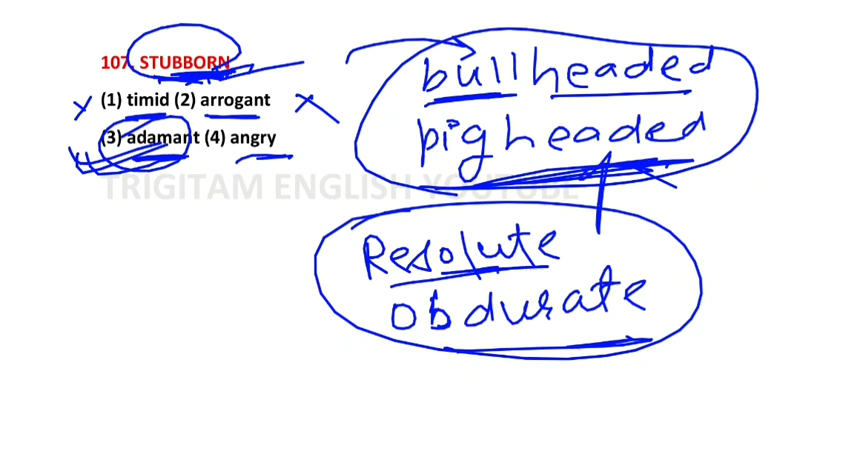 107. STUBBORN
(1) timid (2) arrogant
(3) adamant (4) angry
bullheaded
pigheaded
TRIGITAM ENGLISH YOUTUBE
Resolute
obdurate